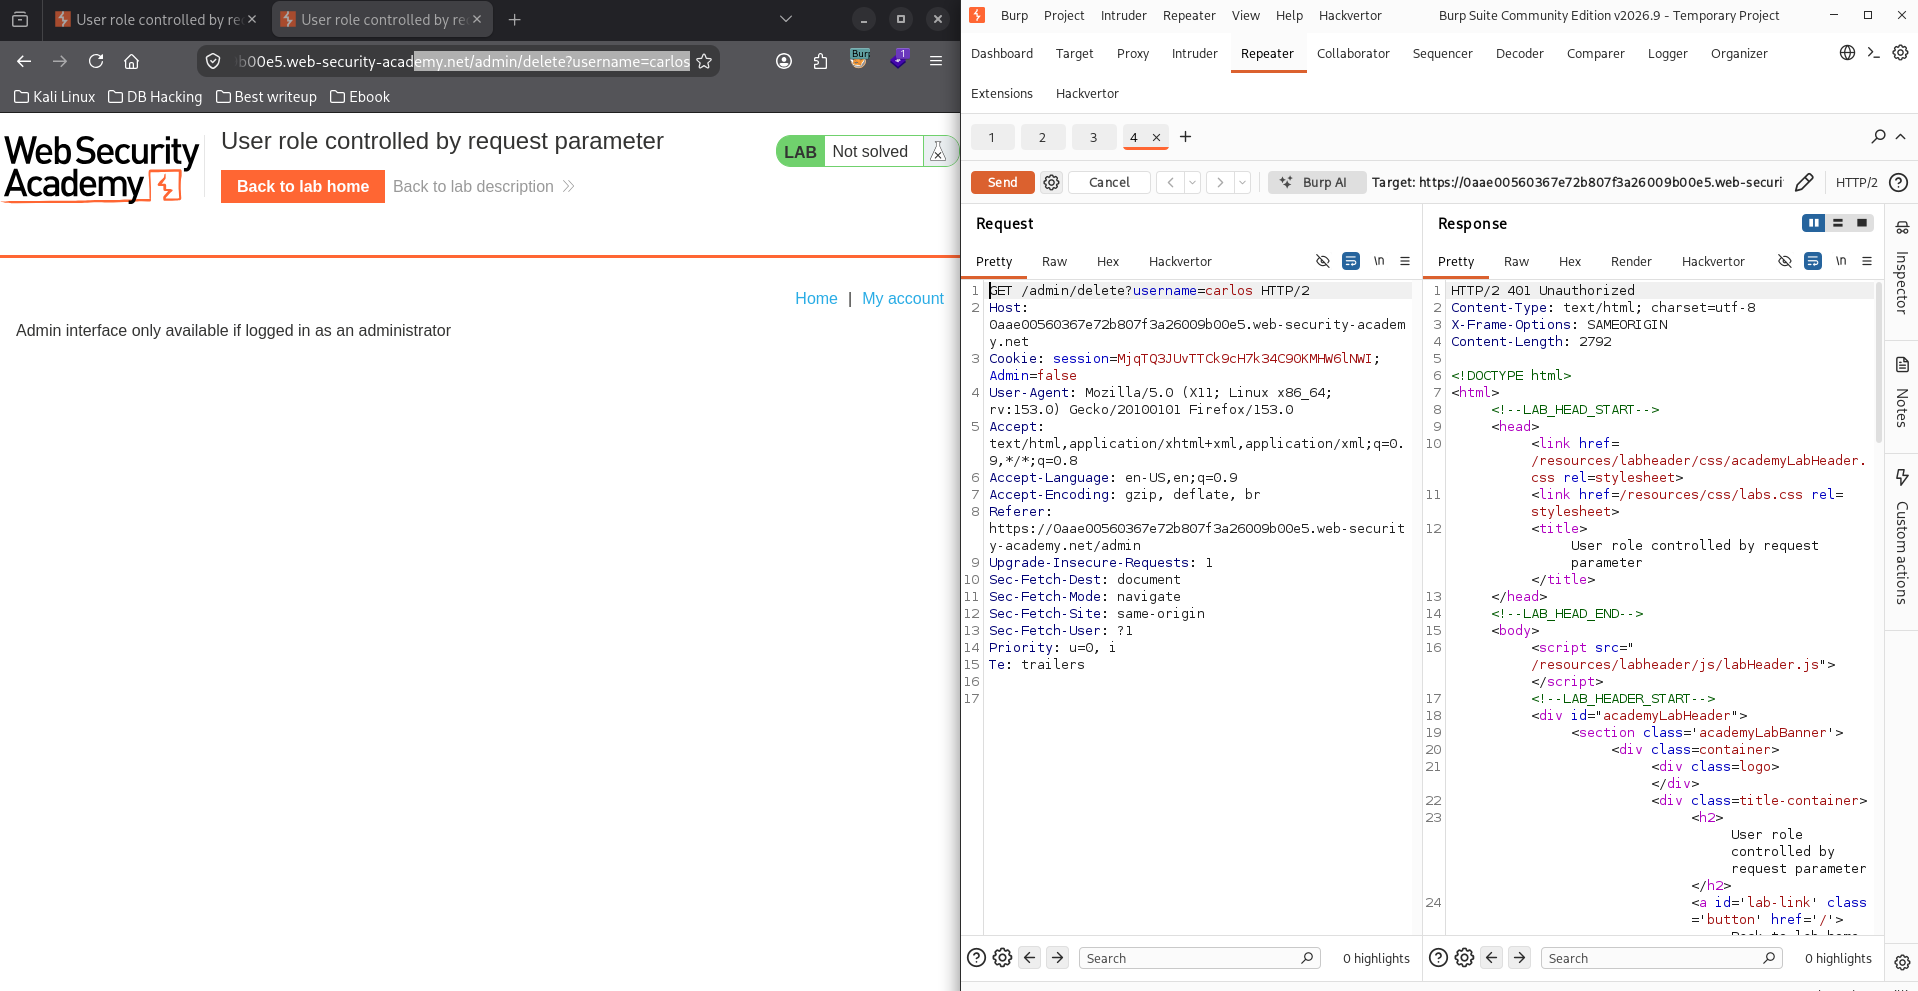 User role controlled by re
User role controlled by re
b00e5.web-security-academy.net/admin/delete?username=carlos
Burp
1
Kali Linux
DB Hacking
Best writeup
Ebook
Web Security
Academy
User role controlled by request parameter
Back to lab home
Back to lab description
LAB
Not solved
Home | My account
Admin interface only available if logged in as an administrator
Burp Project Intruder Repeater View Help Hackvertor
Burp Suite Community Edition v2026.9 - Temporary Project
Dashboard Target Proxy Intruder Repeater Collaborator Sequencer Decoder Comparer Logger Organizer
Extensions Hackvertor
1 2 3 4
Send
Cancel
Burp AI
Target: https://0aae00560367e72b807f3a26009b00e5.web-securi
HTTP/2
Request
Pretty Raw Hex Hackvertor
\n
1 GET /admin/delete?username=carlos HTTP/2
2 Host:
0aae00560367e72b807f3a26009b00e5.web-security-academ
y.net
3 Cookie: session=MjqTQ3JUvTTCk9cH7k34C90KMHW6lNWI;
Admin=false
4 User-Agent: Mozilla/5.0 (X11; Linux x86_64;
rv:153.0) Gecko/20100101 Firefox/153.0
5 Accept:
text/html,application/xhtml+xml,application/xml;q=0.
9,*/*;q=0.8
6 Accept-Language: en-US,en;q=0.9
7 Accept-Encoding: gzip, deflate, br
8 Referer:
https://0aae00560367e72b807f3a26009b00e5.web-securit
y-academy.net/admin
9 Upgrade-Insecure-Requests: 1
10 Sec-Fetch-Dest: document
11 Sec-Fetch-Mode: navigate
12 Sec-Fetch-Site: same-origin
13 Sec-Fetch-User: ?1
14 Priority: u=0, i
15 Te: trailers
16
17
Search
0 highlights
Response
Pretty Raw Hex Render Hackvertor
\n
1 HTTP/2 401 Unauthorized
2 Content-Type: text/html; charset=utf-8
3 X-Frame-Options: SAMEORIGIN
4 Content-Length: 2792
5
6 <!DOCTYPE html>
7 <html>
8 <!--LAB_HEAD_START-->
9 <head>
10 <link href=
/resources/labheader/css/academyLabHeader.
css rel=stylesheet>
11 <link href=/resources/css/labs.css rel=
stylesheet>
12 <title>
User role controlled by request
parameter
</title>
13 </head>
14 <!--LAB_HEAD_END-->
15 <body>
16 <script src="
/resources/labheader/js/labHeader.js">
</script>
17 <!--LAB_HEADER_START-->
18 <div id="academyLabHeader">
19 <section class='academyLabBanner'>
20 <div class=container>
21 <div class=logo>
</div>
22 <div class=title-container>
23 <h2>
User role
controlled by
request parameter
</h2>
24 <a id='lab-link' class
='button' href='/'>
Search
0 highlights
Inspector
Notes
Custom actions